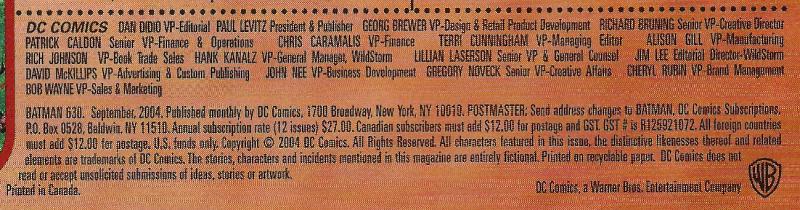 DC COMICS DAN DIDIO VP-Editorial PAUL LEVITZ President & Publisher GEORG BREWER VP-Design & Retail Product Development RICHARD BRUNING Senior VP-Creative Director
PATRICK CALDON Senior VP-Finance & Operations CHRIS CARAMALIS VP-Finance TERRI CUNNINGHAM VP-Managing Editor ALISON GILL VP-Manufacturing
RICH JOHNSON VP-Book Trade Sales HANK KANALZ VP-General Manager, WildStorm LILLIAN LASERSON Senior VP & General Counsel JIM LEE Editorial Director-WildStorm
DAVID McKILLIPS VP-Advertising & Custom Publishing JOHN NEE VP-Business Development GREGORY NOVECK Senior VP-Creative Affairs CHERYL RUBIN VP-Brand Management
BOB WAYNE VP-Sales & Marketing
BATMAN 630. September, 2004. Published monthly by DC Comics, 1700 Broadway, New York, NY 10019. POSTMASTER: Send address changes to BATMAN, DC Comics Subscriptions,
P.O. Box 0528, Baldwin, NY 11510. Annual subscription rate (12 issues) $27.00. Canadian subscribers must add $12.00 for postage and GST. GST # is R125921072. All foreign countries
must add $12.00 for postage. U.S. funds only. Copyright © 2004 DC Comics. All Rights Reserved. All characters featured in this issue, the distinctive likenesses thereof and related
elements are trademarks of DC Comics. The stories, characters and incidents mentioned in this magazine are entirely fictional. Printed on recyclable paper. DC Comics does not
read or accept unsolicited submissions of ideas, stories or artwork.
Printed in Canada.
DC Comics, a Warner Bros. Entertainment Company
WB